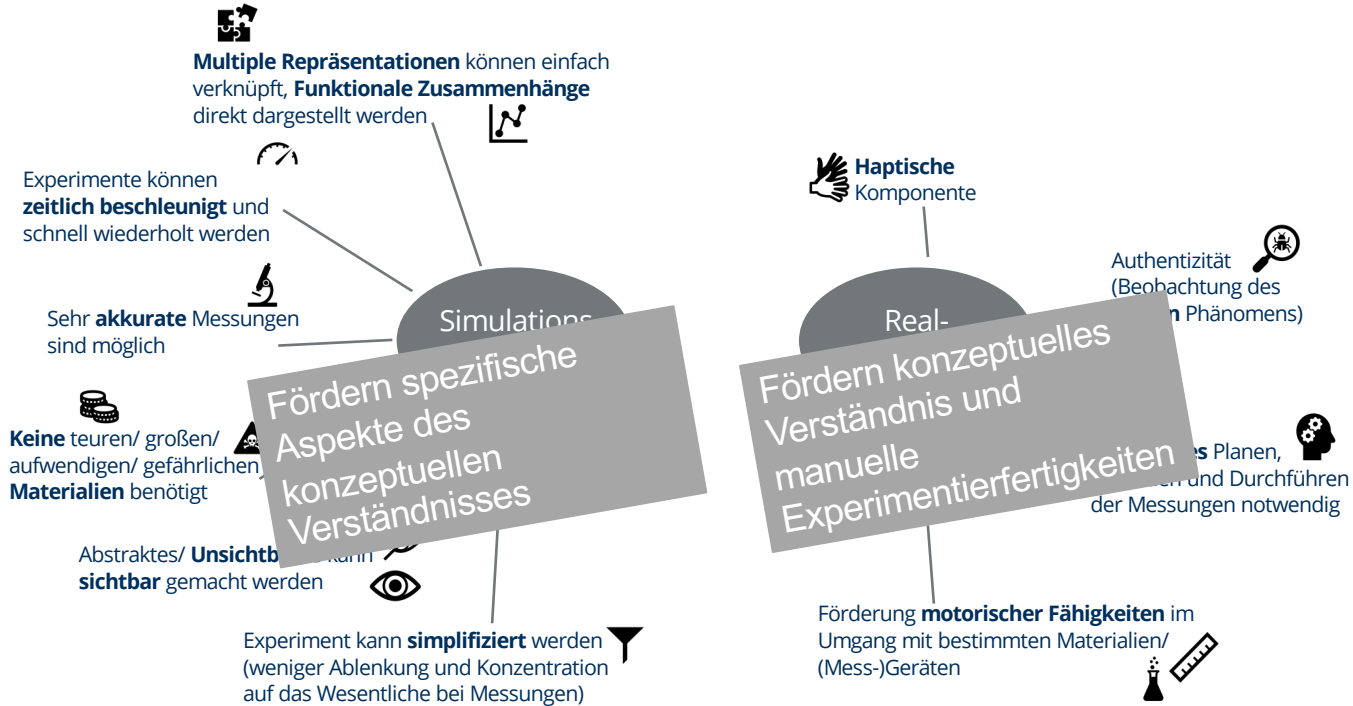 Multiple Repräsentationen können einfach
verknüpft, Funktionale Zusammenhänge
direkt dargestellt werden
Experimente können
zeitlich beschleunigt und
schnell wiederholt werden
Sehr akkurate Messungen
sind möglich
Keine teuren/ großen/
aufwendigen/ gefährlichen
Materialien benötigt
Abstraktes/ Unsichtb
sichtbar gemacht werden
Experiment kann simplifiziert werden
(weniger Ablenkung und Konzentration
auf das Wesentliche bei Messungen)
Simulations
Fördern spezifische
Aspekte des
konzeptuellen
Verständnisses
Haptische
Komponente
Authentizität
(Beobachtung des
Phänomens)
Real-
Fördern konzeptuelles
Verständnis und
manuelle
Experimentierfertigkeiten
Planen,
und Durchführen
der Messungen notwendig
Förderung motorischer Fähigkeiten im
Umgang mit bestimmten Materialien/
(Mess-)Geräten